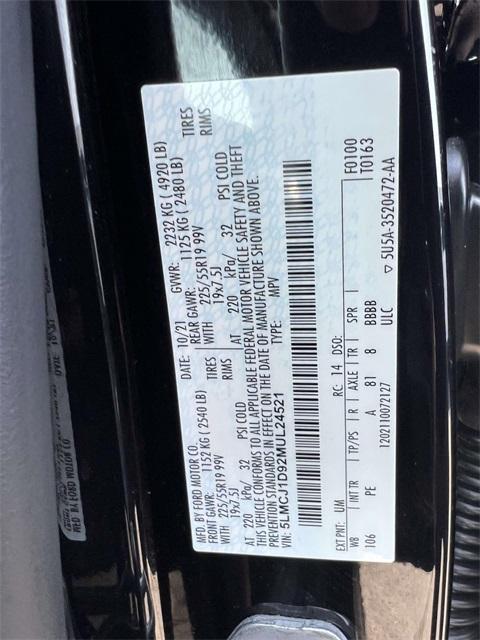 MFD. BY FORD MOTOR CO. DATE: 10/21 GVWR: 2232 KG ( 4920 LB)
FRONT GAWR: 1152 KG ( 2540 LB) REAR GAWR: 1125 KG ( 2480 LB)
WITH 225/55R19 99V TIRES WITH 225/55R19 99V TIRES
19x7.5J RIMS 19x7.5J RIMS
AT 220 kPa/ 32 PSI COLD AT 220 kPa/ 32 PSI COLD
THIS VEHICLE CONFORMS TO ALL APPLICABLE FEDERAL MOTOR VEHICLE SAFETY AND THEFT
PREVENTION STANDARDS IN EFFECT ON THE DATE OF MANUFACTURE SHOWN ABOVE.
VIN: 5LMCJ1D92MUL24521 TYPE: MPV
F0100
EXT PNT: UM RC: 14 DSO: T0163
WB TP/PS R AXLE TR SPR
106 PE A 81 8 BBBB
ULC
1202110072127 ▽ 5U5A-3520472-AA